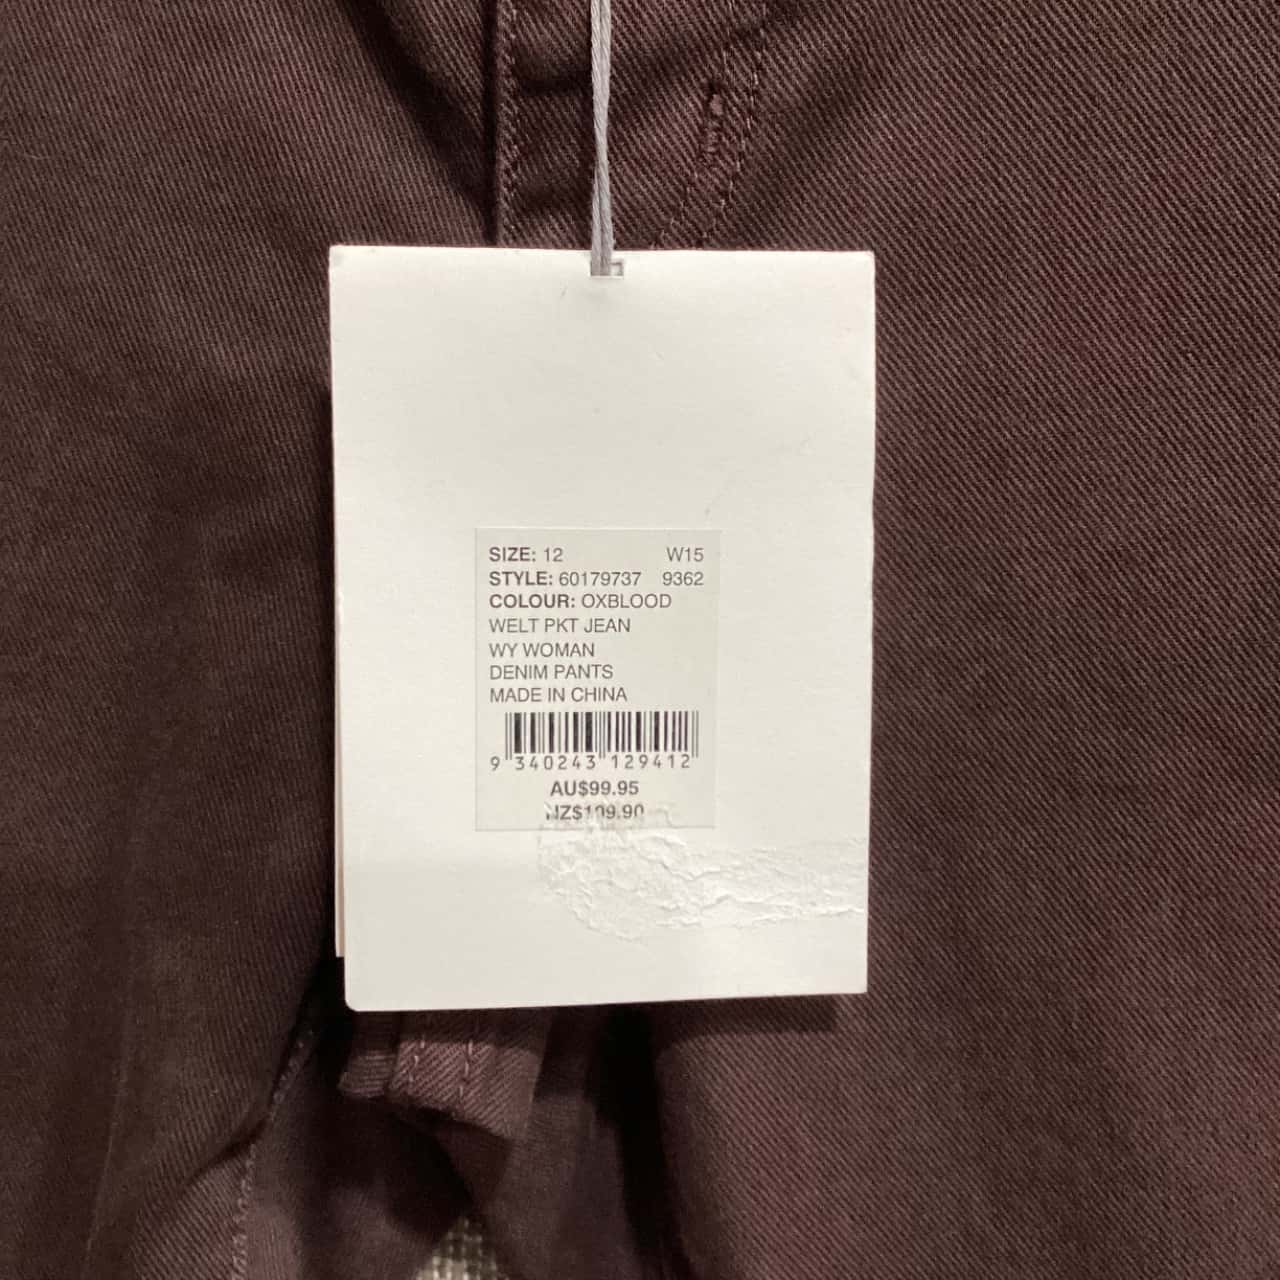 SIZE: 12 W15
STYLE: 60179737 9362
COLOUR: OXBLOOD
WELT PKT JEAN
WY WOMAN
DENIM PANTS
MADE IN CHINA
9 340243 129412
AU$99.95
NZ$109.90